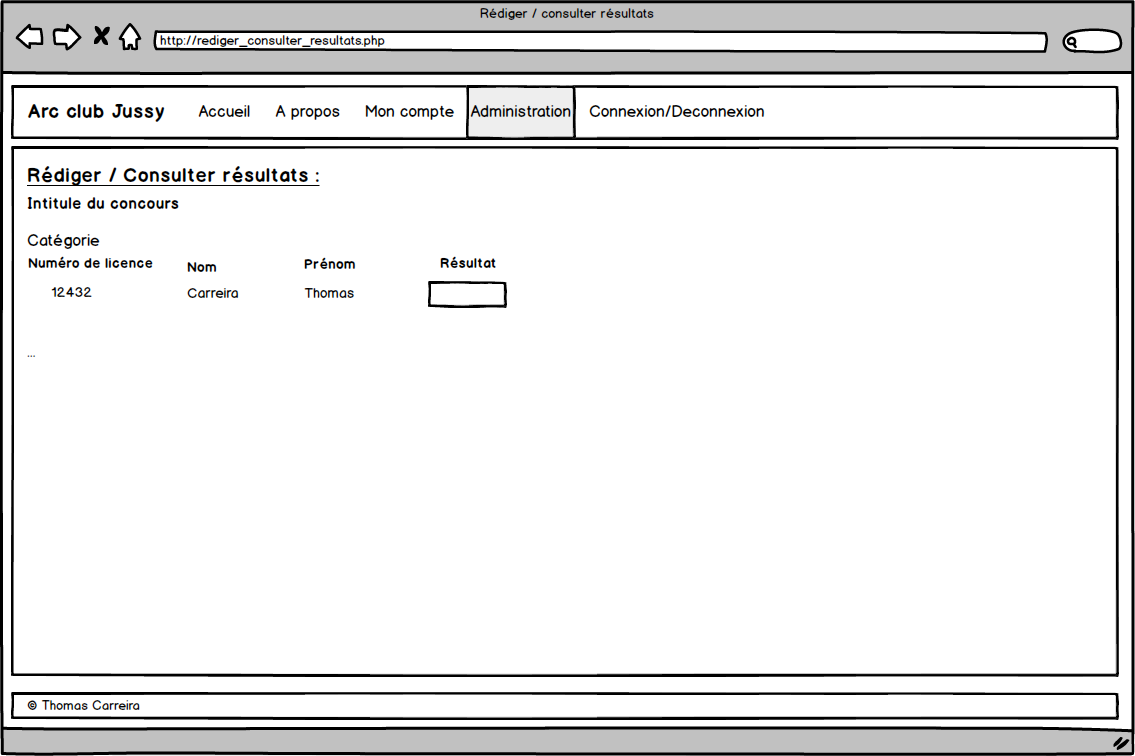 Rédiger / consulter résultats
http://rediger_consulter_resultats.php
Arc club Jussy Accueil A propos Mon compte Administration Connexion/Deconnexion
Rédiger / Consulter résultats :
Intitule du concours
Catégorie
Numéro de licence Nom Prénom Résultat
12432 Carreira Thomas
...
© Thomas Carreira